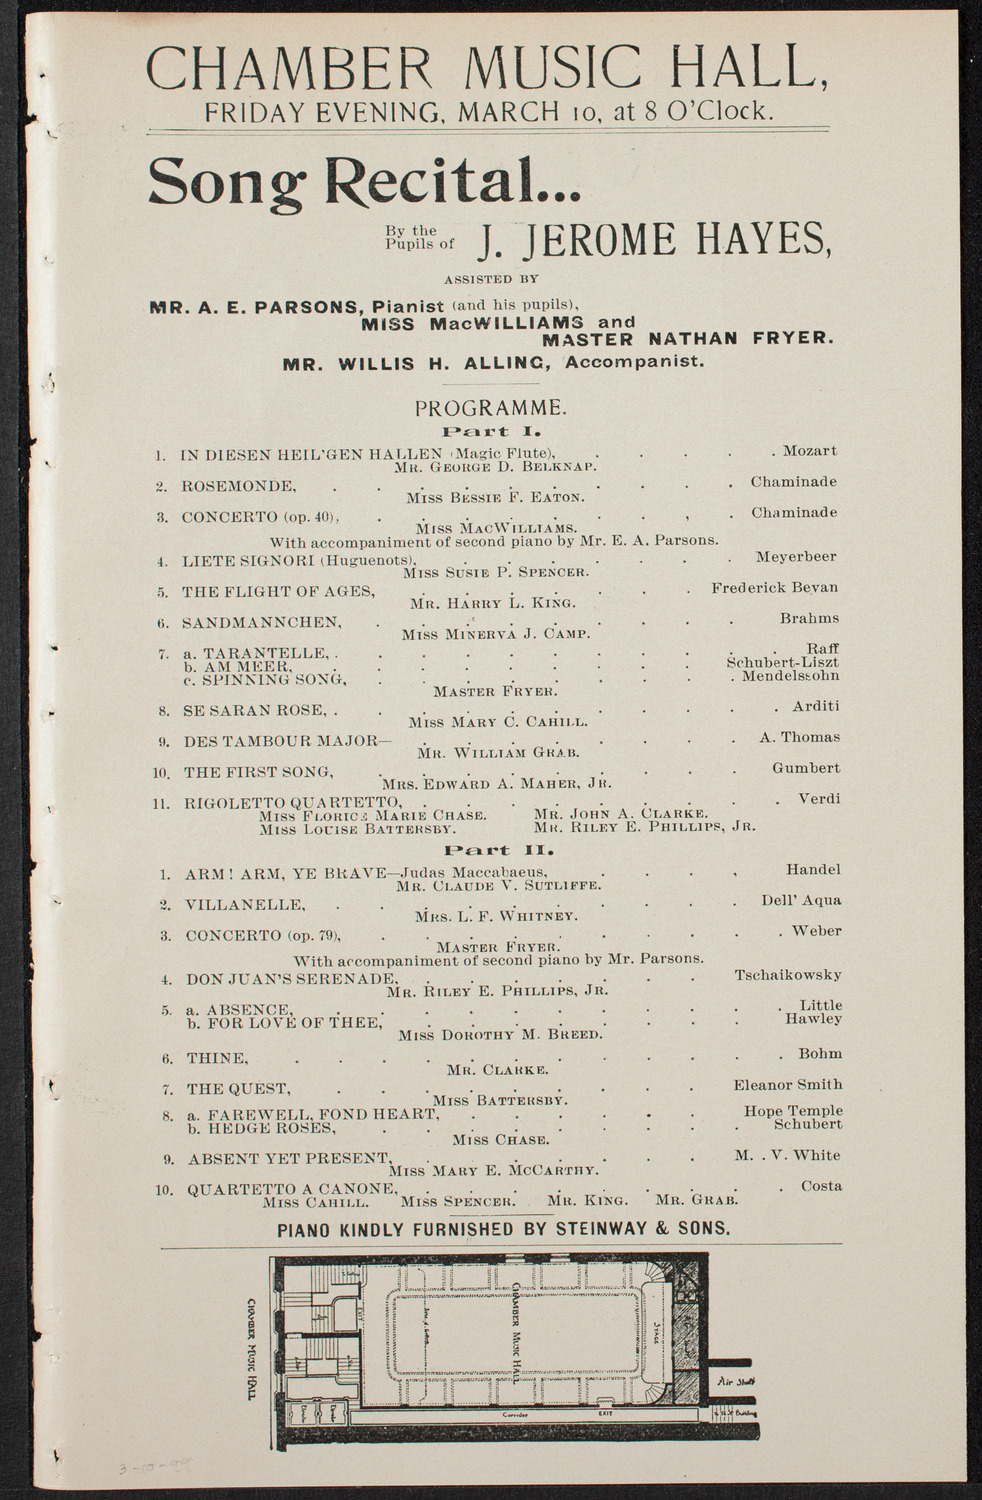 CHAMBER MUSIC HALL,
FRIDAY EVENING, MARCH 10, at 8 O'Clock.
Song Recital...
By the
Pupils of J. JEROME HAYES,
ASSISTED BY
MR. A. E. PARSONS, Pianist (and his pupils),
MISS MacWILLIAMS and
MASTER NATHAN FRYER.
MR. WILLIS H. ALLING, Accompanist.
PROGRAMME.
Part I.
1. IN DIESEN HEIL'GEN HALLEN (Magic Flute), . . . . . Mozart
MR. GEORGE D. BELKNAP.
2. ROSEMONDE, . . . . . . . . . . Chaminade
MISS BESSIE F. EATON.
3. CONCERTO (op. 40), . . . . . . . , . Chaminade
MISS MACWILLIAMS.
With accompaniment of second piano by Mr. E. A. Parsons.
4. LIETE SIGNORI (Huguenots), . . . . . . . Meyerbeer
MISS SUSIE P. SPENCER.
5. THE FLIGHT OF AGES, . . . . . . . Frederick Bevan
MR. HARRY L. KING.
6. SANDMANNCHEN, . . . . . . . . . Brahms
MISS MINERVA J. CAMP.
7. a. TARANTELLE, . . . . . . . . . . . Raff
b. AM MEER, . . . . . . . . . Schubert-Liszt
c. SPINNING SONG, . . . . . . . . . Mendelssohn
MASTER FRYER.
8. SE SARAN ROSE, . . . . . . . . . . . Arditi
MISS MARY C. CAHILL.
9. DES TAMBOUR MAJOR— . . . . . . . . A. Thomas
MR. WILLIAM GRAB.
10. THE FIRST SONG, . . . . . . . . . Gumbert
MRS. EDWARD A. MAHER, JR.
11. RIGOLETTO QUARTETTO, . . . . . . . . . Verdi
MISS FLORICE MARIE CHASE. MR. JOHN A. CLARKE.
MISS LOUISE BATTERSBY. MR. RILEY E. PHILLIPS, JR.
Part II.
1. ARM! ARM, YE BRAVE—Judas Maccabaeus, . . . , Handel
MR. CLAUDE V. SUTLIFFE.
2. VILLANELLE, . . . . . . . . . . Dell' Aqua
MRS. L. F. WHITNEY.
3. CONCERTO (op. 79), . . . . . . . . . . Weber
MASTER FRYER.
With accompaniment of second piano by Mr. Parsons.
4. DON JUAN'S SERENADE, . . . . . . . . Tschaikowsky
MR. RILEY E. PHILLIPS, JR.
5. a. ABSENCE, . . . . . . . . . . . Little
b. FOR LOVE OF THEE, . . . . . . . . Hawley
MISS DOROTHY M. BREED.
6. THINE, . . . . . . . . . . . . Bohm
MR. CLARKE.
7. THE QUEST, . . . . . . . . . Eleanor Smith
MISS BATTERSBY.
8. a. FAREWELL, FOND HEART, . . . . . . Hope Temple
b. HEDGE ROSES, . . . . . . . . . Schubert
MISS CHASE.
9. ABSENT YET PRESENT, . . . . . . . M. . V. White
MISS MARY E. MCCARTHY.
10. QUARTETTO A CANONE, . . . . . . . . . Costa
MISS CAHILL. MISS SPENCER. MR. KING. MR. GRAB.
PIANO KINDLY FURNISHED BY STEINWAY & SONS.
CHAMBER MUSIC HALL
EXIT
CHAMBER MUSIC HALL
STAGE
Air Shaft
Corridor
EXIT
Building
3-10-99